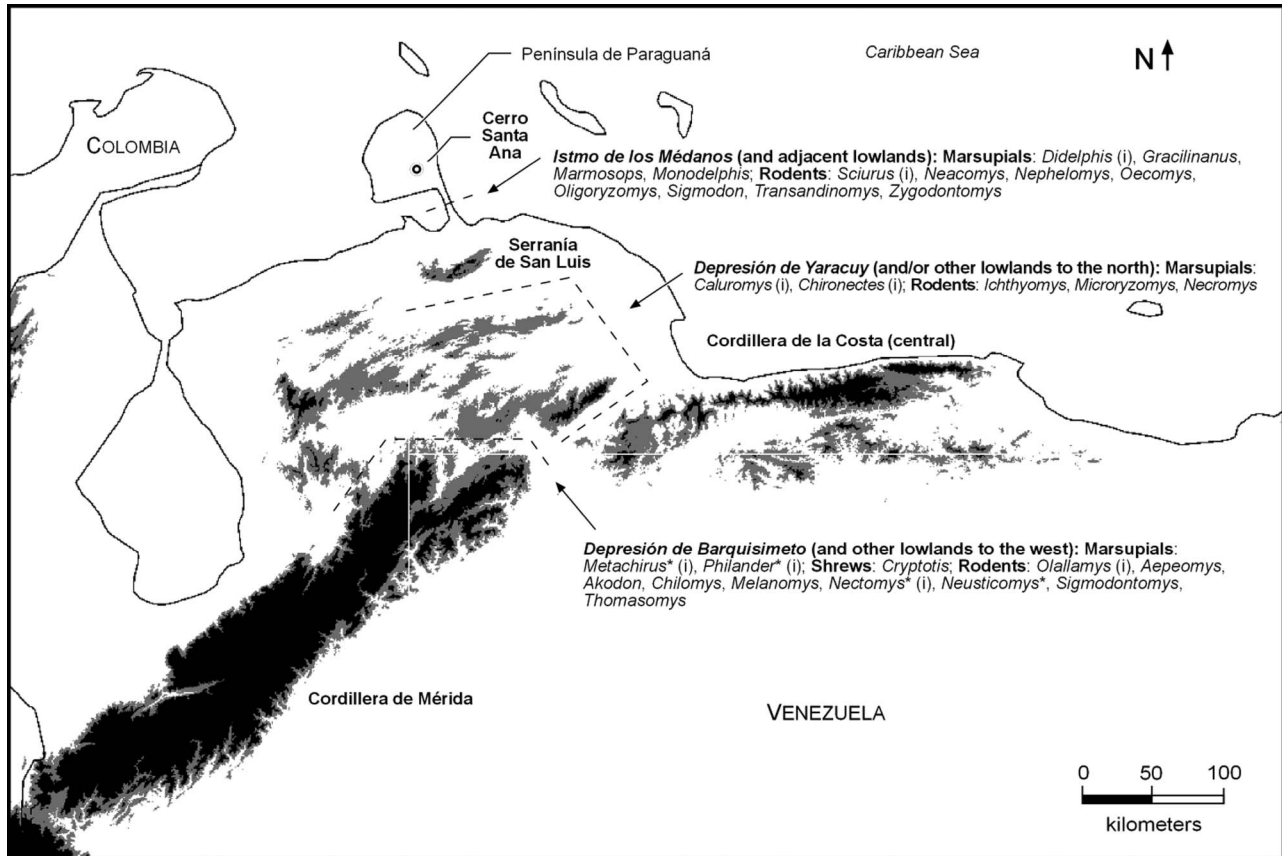 Península de Paraguaná
Caribbean Sea
N
Cerro
Santa
Ana
COLOMBIA
Istmo de los Médanos (and adjacent lowlands): Marsupials: Didelphis (i), Gracilinanus,
Marmosops, Monodelphis; Rodents: Sciurus (i), Neacomys, Nephelomys, Oecomys,
Oligoryzomys, Sigmodon, Transandinomys, Zygodontomys
Serranía
de San Luis
Depresión de Yaracuy (and/or other lowlands to the north): Marsupials:
Caluromys (i), Chironectes (i); Rodents: Ichthyomys, Microryzomys, Necromys
Cordillera de la Costa (central)
Depresión de Barquisimeto (and other lowlands to the west): Marsupials:
Metachirus* (i), Philander* (i); Shrews: Cryptotis; Rodents: Olallamys (i), Aepeomys,
Akodon, Chilomys, Melanomys, Nectomys* (i), Neusticomys*, Sigmodontomys,
Thomasomys
Cordillera de Mérida
VENEZUELA
0 50 100
kilometers